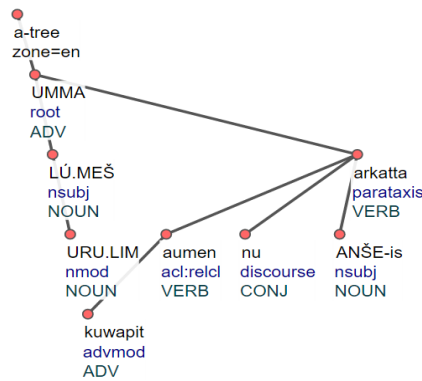 a-tree
zone=en
UMMA
root
ADV
LÚ.MEŠ
nsubj
NOUN
arkatta
parataxis
VERB
URU.LIM
nmod
NOUN
aumen
acl:relcl
VERB
nu
discourse
CONJ
ANŠE-is
nsubj
NOUN
kuwapit
advmod
ADV